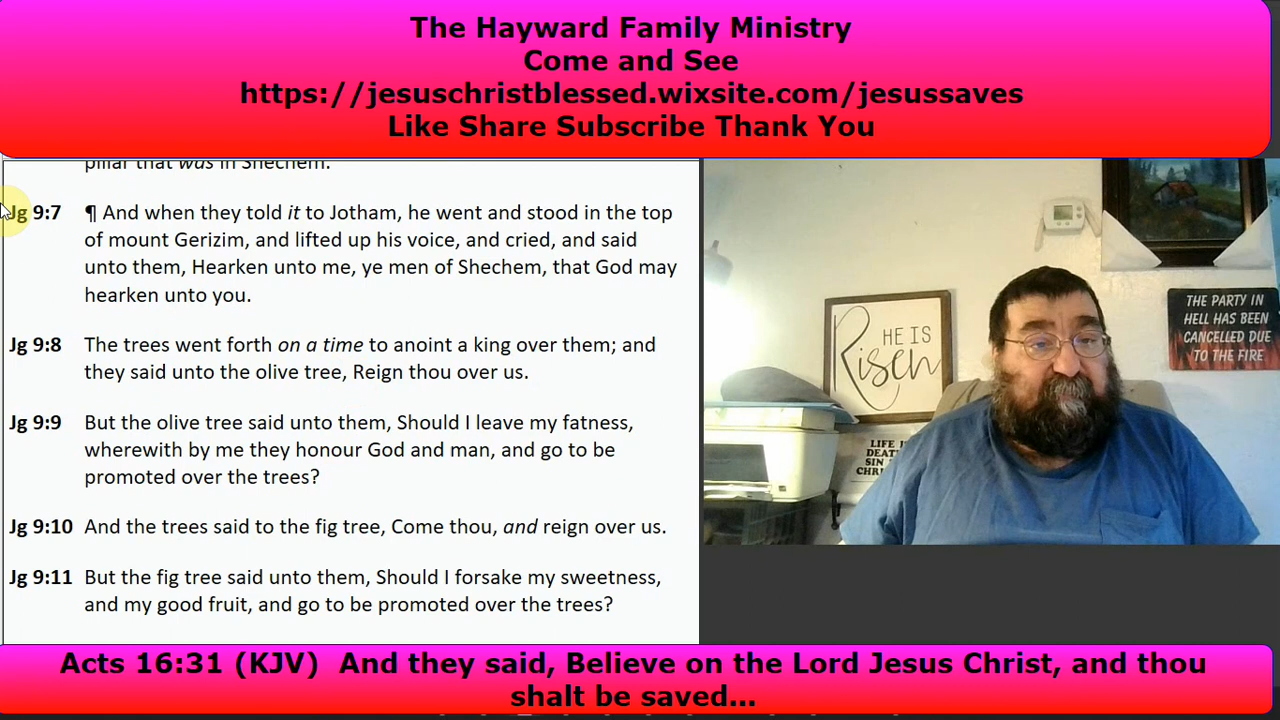 The Hayward Family Ministry
Come and See
https://jesuschristblessed.wixsite.com/jesussaves
Like Share Subscribe Thank You
pillar that was in Shechem.
Jg 9:7 ¶ And when they told it to Jotham, he went and stood in the top
of mount Gerizim, and lifted up his voice, and cried, and said
unto them, Hearken unto me, ye men of Shechem, that God may
hearken unto you.
Jg 9:8 The trees went forth on a time to anoint a king over them; and
they said unto the olive tree, Reign thou over us.
Jg 9:9 But the olive tree said unto them, Should I leave my fatness,
wherewith by me they honour God and man, and go to be
promoted over the trees?
Jg 9:10 And the trees said to the fig tree, Come thou, and reign over us.
Jg 9:11 But the fig tree said unto them, Should I forsake my sweetness,
and my good fruit, and go to be promoted over the trees?
HE IS
Risen
THE PARTY IN
HELL HAS BEEN
CANCELLED DUE
TO THE FIRE
LIFE
DEATH
SIN
Acts 16:31 (KJV) And they said, Believe on the Lord Jesus Christ, and thou
shalt be saved...